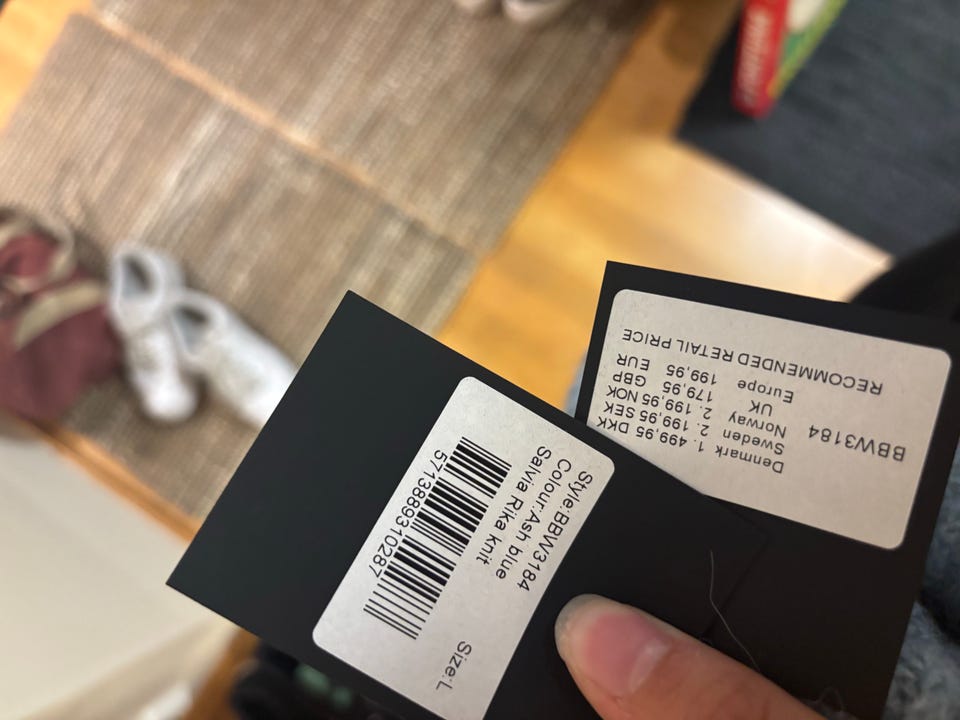 Style:BBW3184
Colour:Ash blue
Salvia Rika knit
5713889310287
Size:L
BBW3184
Denmark 1. 499,95 DKK
Sweden 2. 199,95 SEK
Norway 2. 199,95 NOK
UK 179,95 GBP
Europe 199,95 EUR
RECOMMENDED RETAIL PRICE